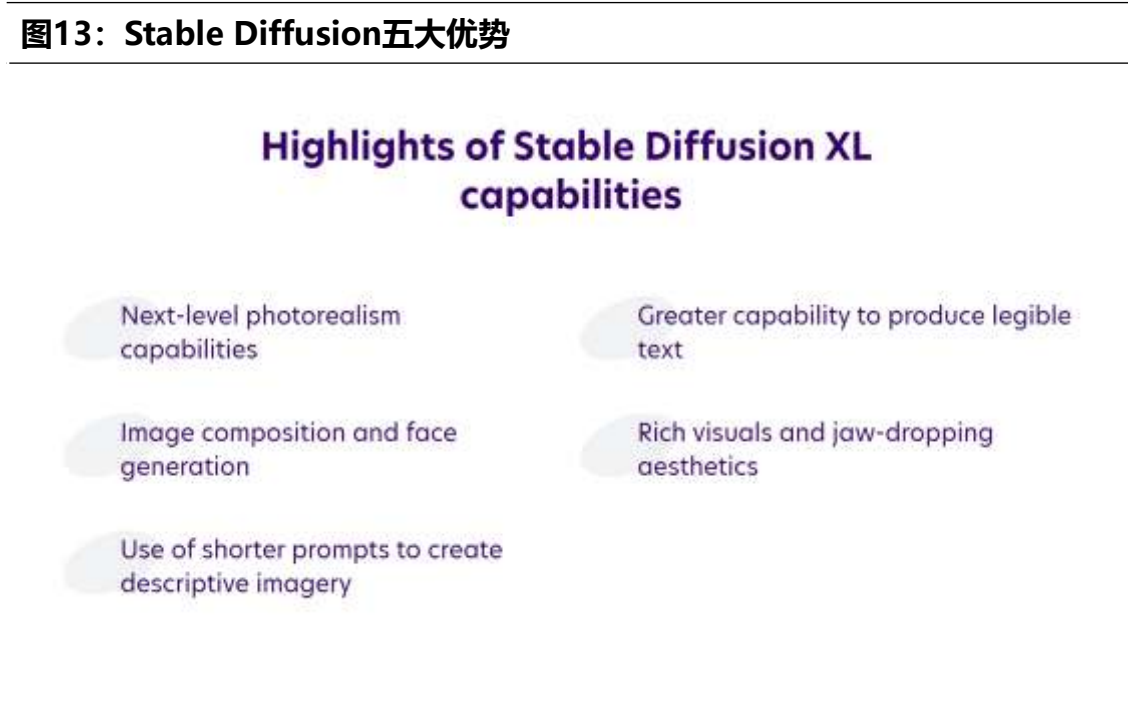 图13：Stable Diffusion五大优势
Highlights of Stable Diffusion XL
capabilities
Next-level photorealism
capabilities
Image composition and face
generation
Use of shorter prompts to create
descriptive imagery
Greater capability to produce legible
text
Rich visuals and jaw-dropping
aesthetics